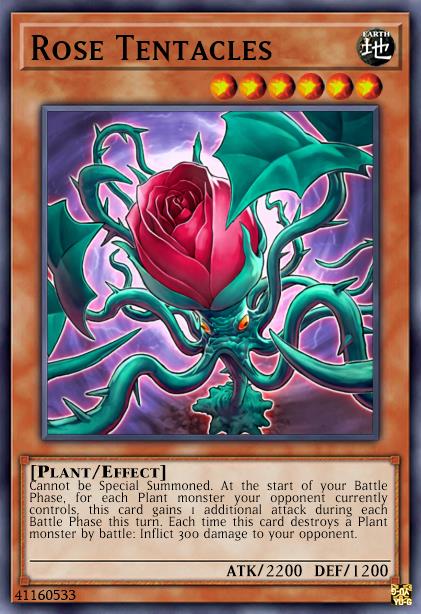 Rose Tentacles
EARTH
地
[Plant/Effect]
Cannot be Special Summoned. At the start of your Battle
Phase, for each Plant monster your opponent currently
controls, this card gains 1 additional attack during each
Battle Phase this turn. Each time this card destroys a Plant
monster by battle: Inflict 300 damage to your opponent.
ATK/2200 DEF/1200
41160533